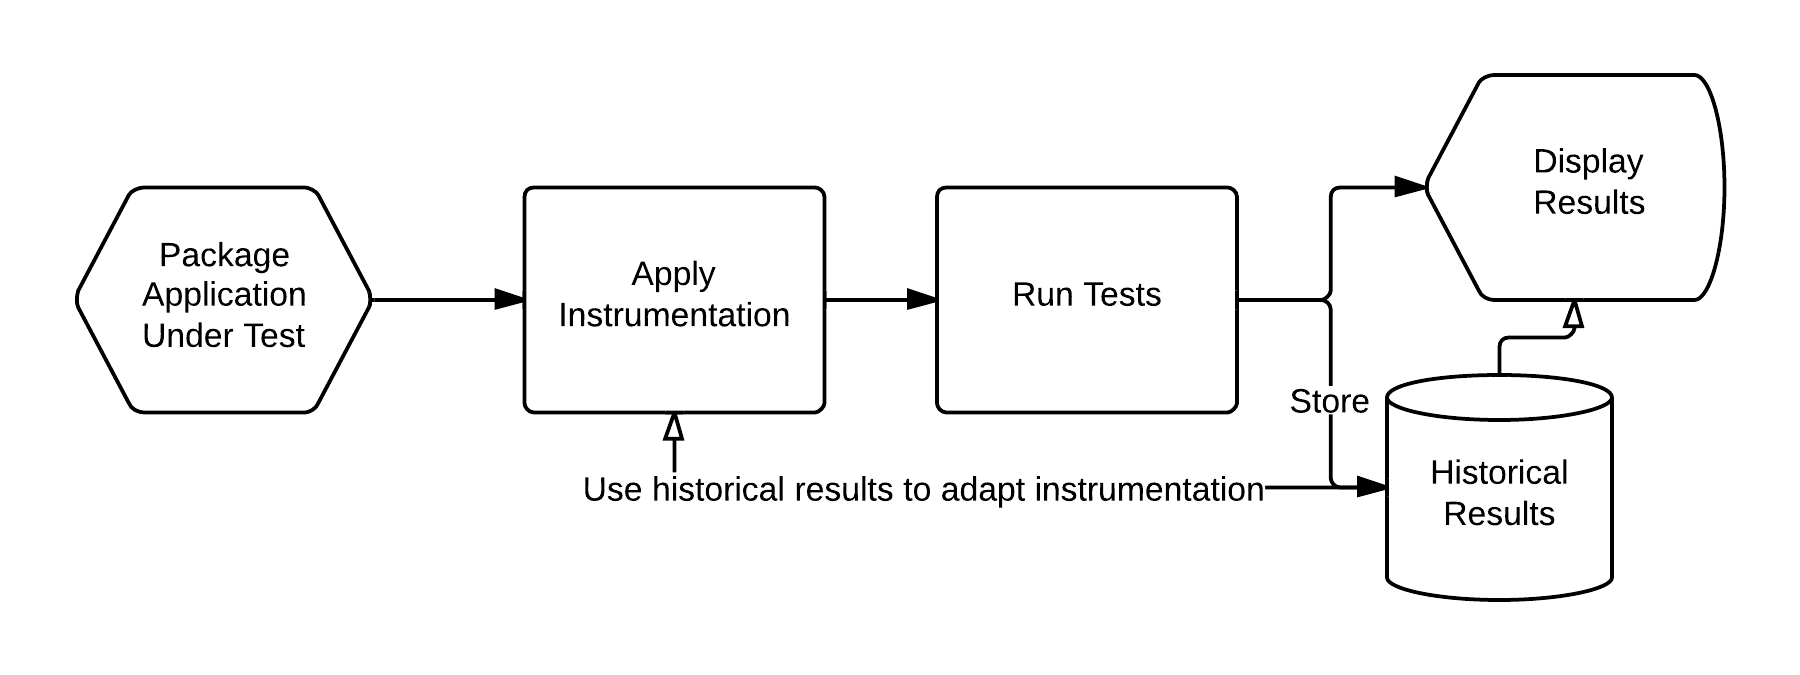 Package
Application
Under Test
Apply
Instrumentation
Run Tests
Display
Results
Store
Use historical results to adapt instrumentation
Historical
Results